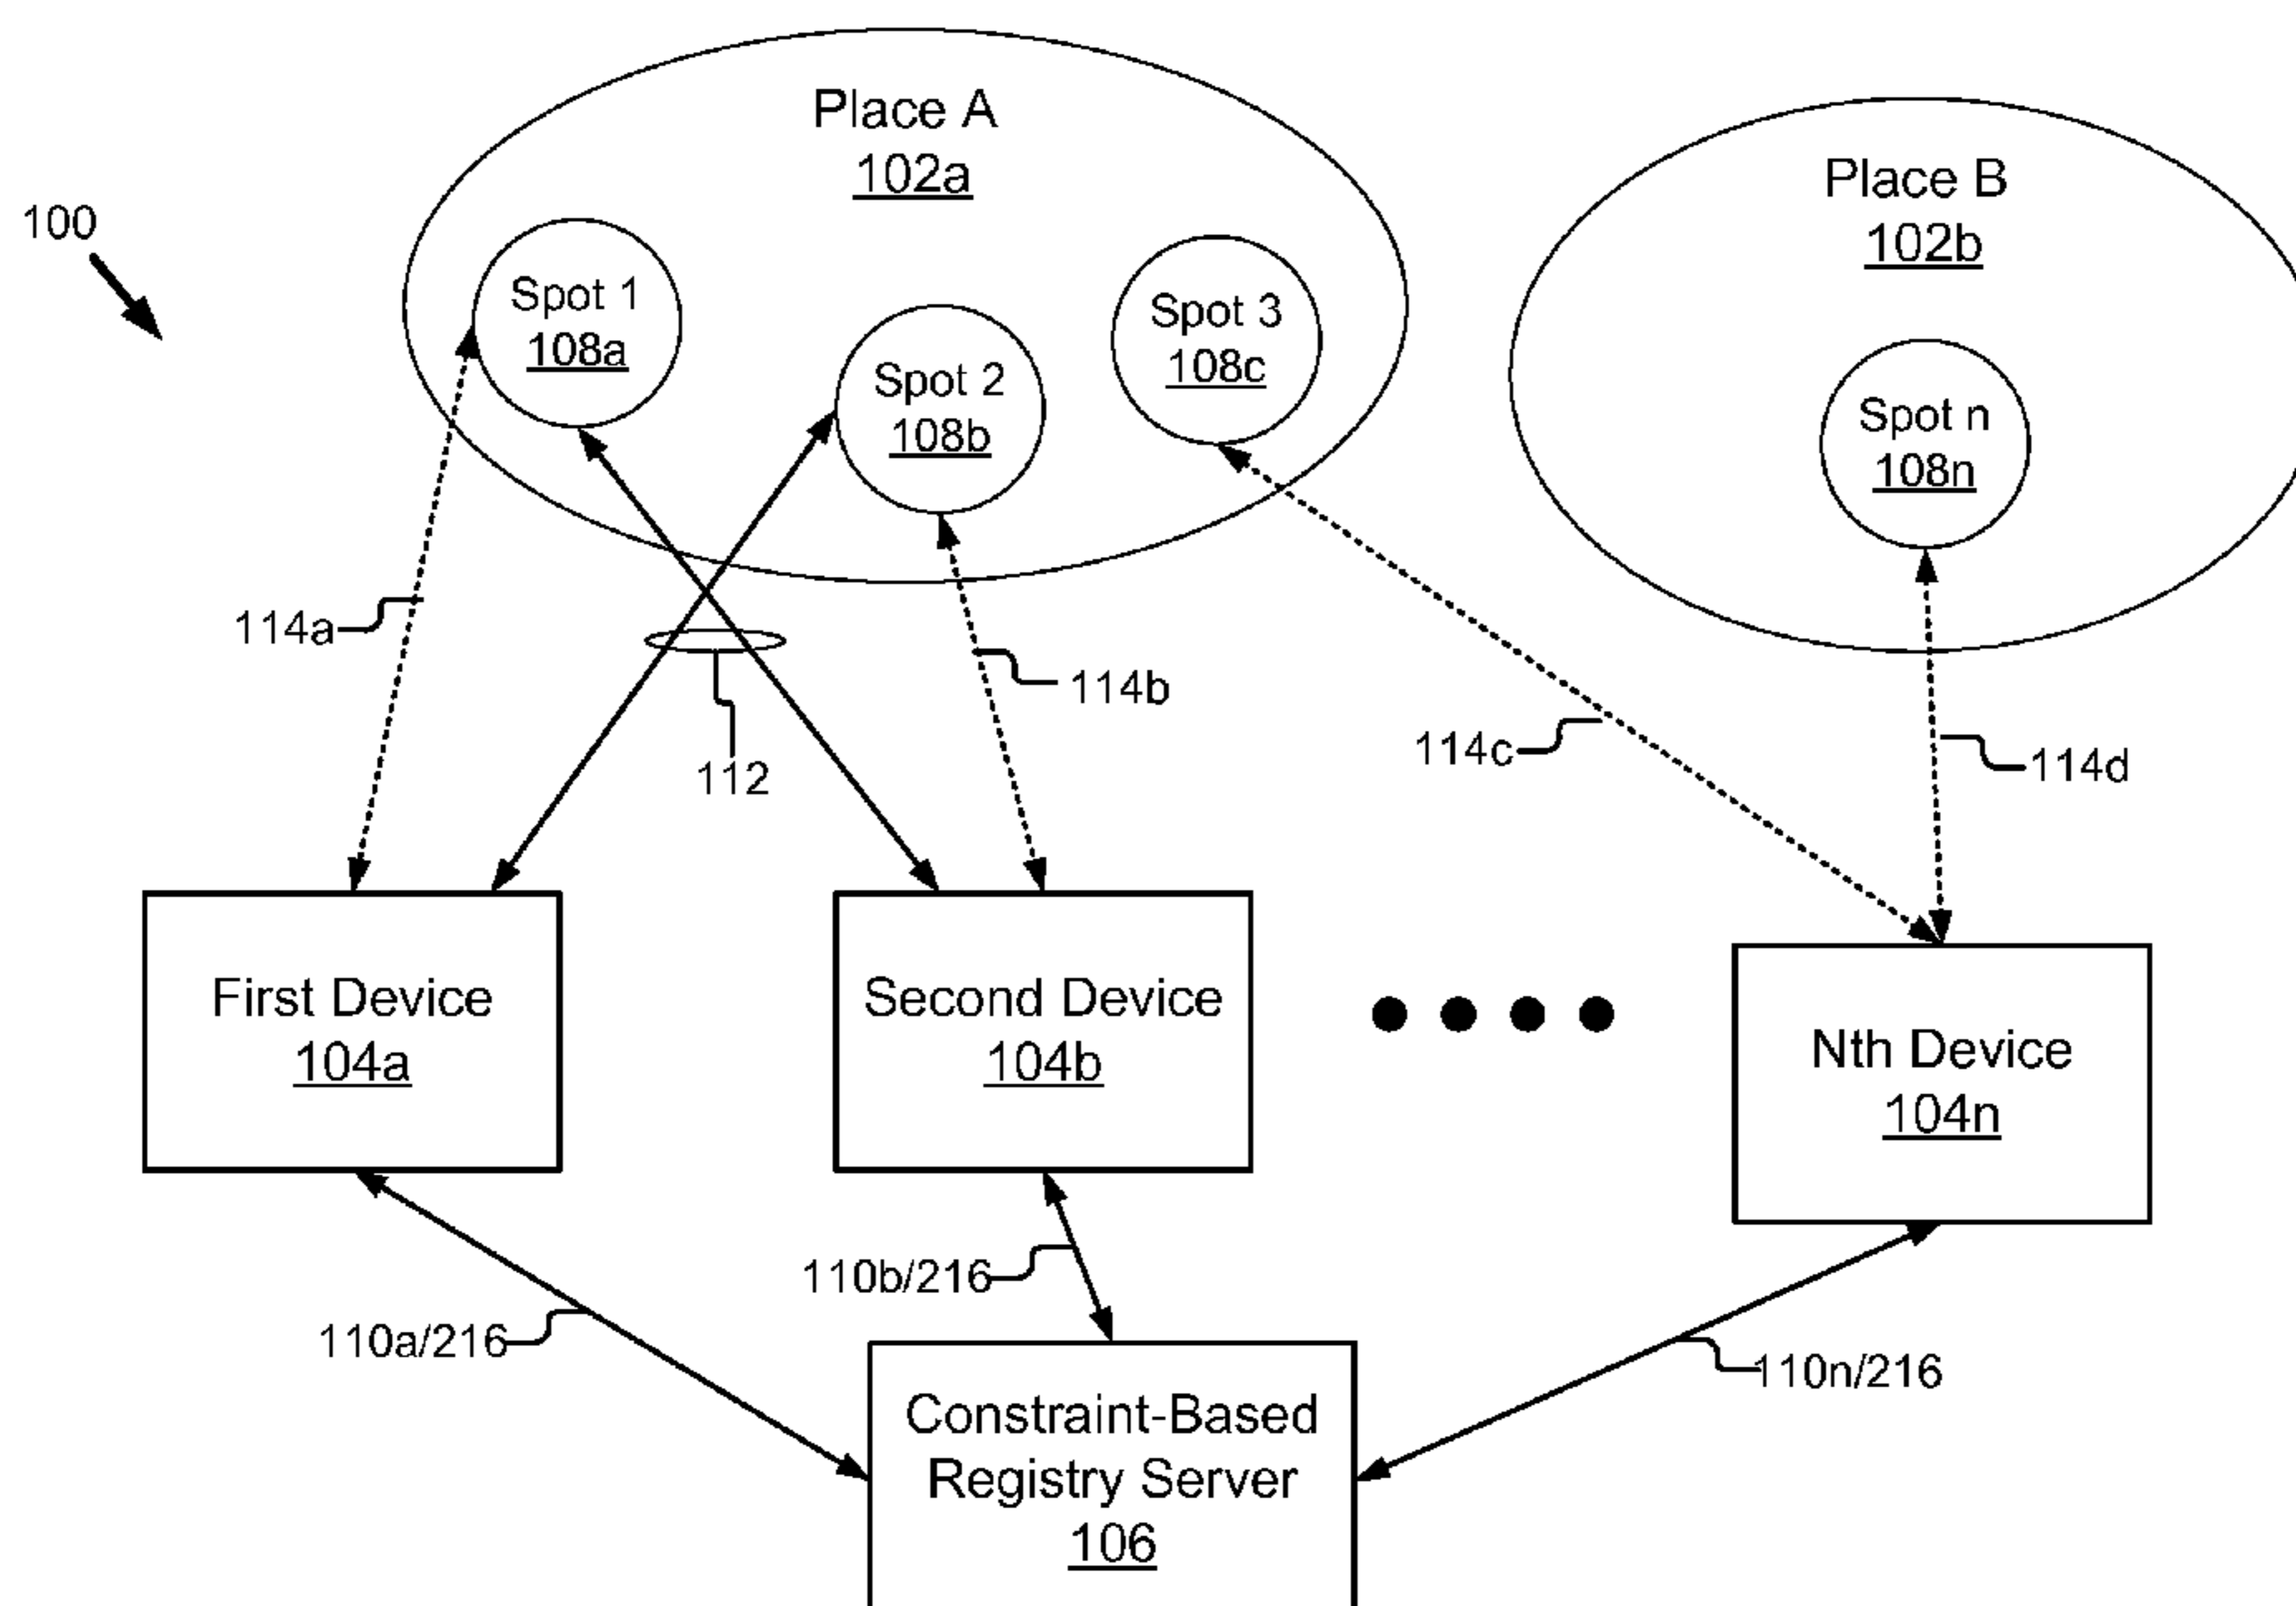 Place A
102a
Place B
102b
100
Spot 1
108a
Spot 2
108b
Spot 3
108c
Spot n
108n
114a
112
114b
114c
114d
First Device
104a
Second Device
104b
Nth Device
104n
110a/216
110b/216
110n/216
Constraint-Based
Registry Server
106